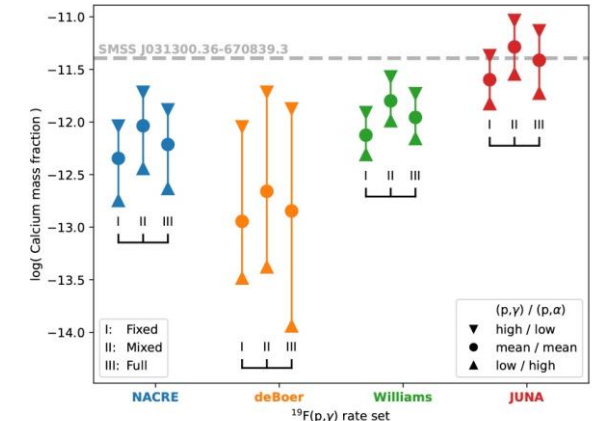 −11.0
−11.5
−12.0
−12.5
−13.0
−13.5
−14.0
log( Calcium mass fraction )
SMSS J031300.36-670839.3
I II III
I II III
I II III
I II III
I: Fixed
II: Mixed
III: Full
(p,γ) / (p,α)
high / low
mean / mean
low / high
NACRE deBoer Williams JUNA
¹⁹F(p,γ) rate set